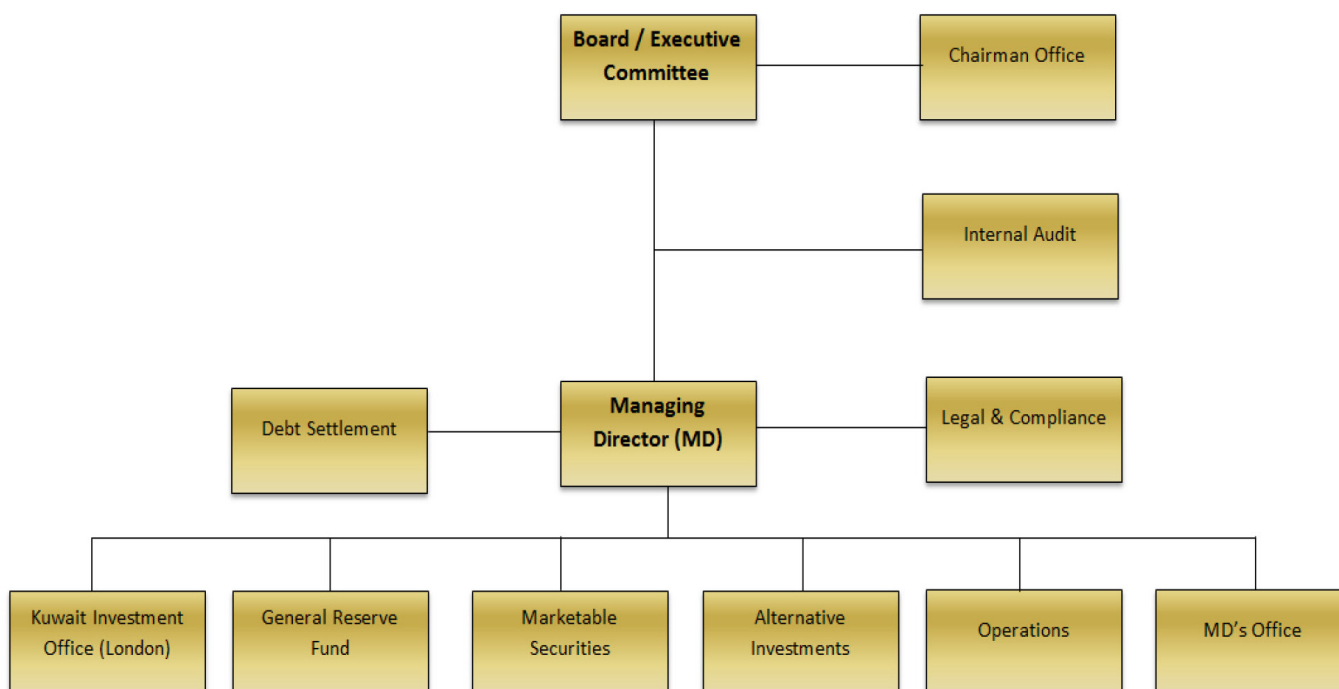 Board / Executive
Committee
Chairman Office
Internal Audit
Debt Settlement
Managing
Director (MD)
Legal & Compliance
Kuwait Investment
Office (London)
General Reserve
Fund
Marketable
Securities
Alternative
Investments
Operations
MD’s Office